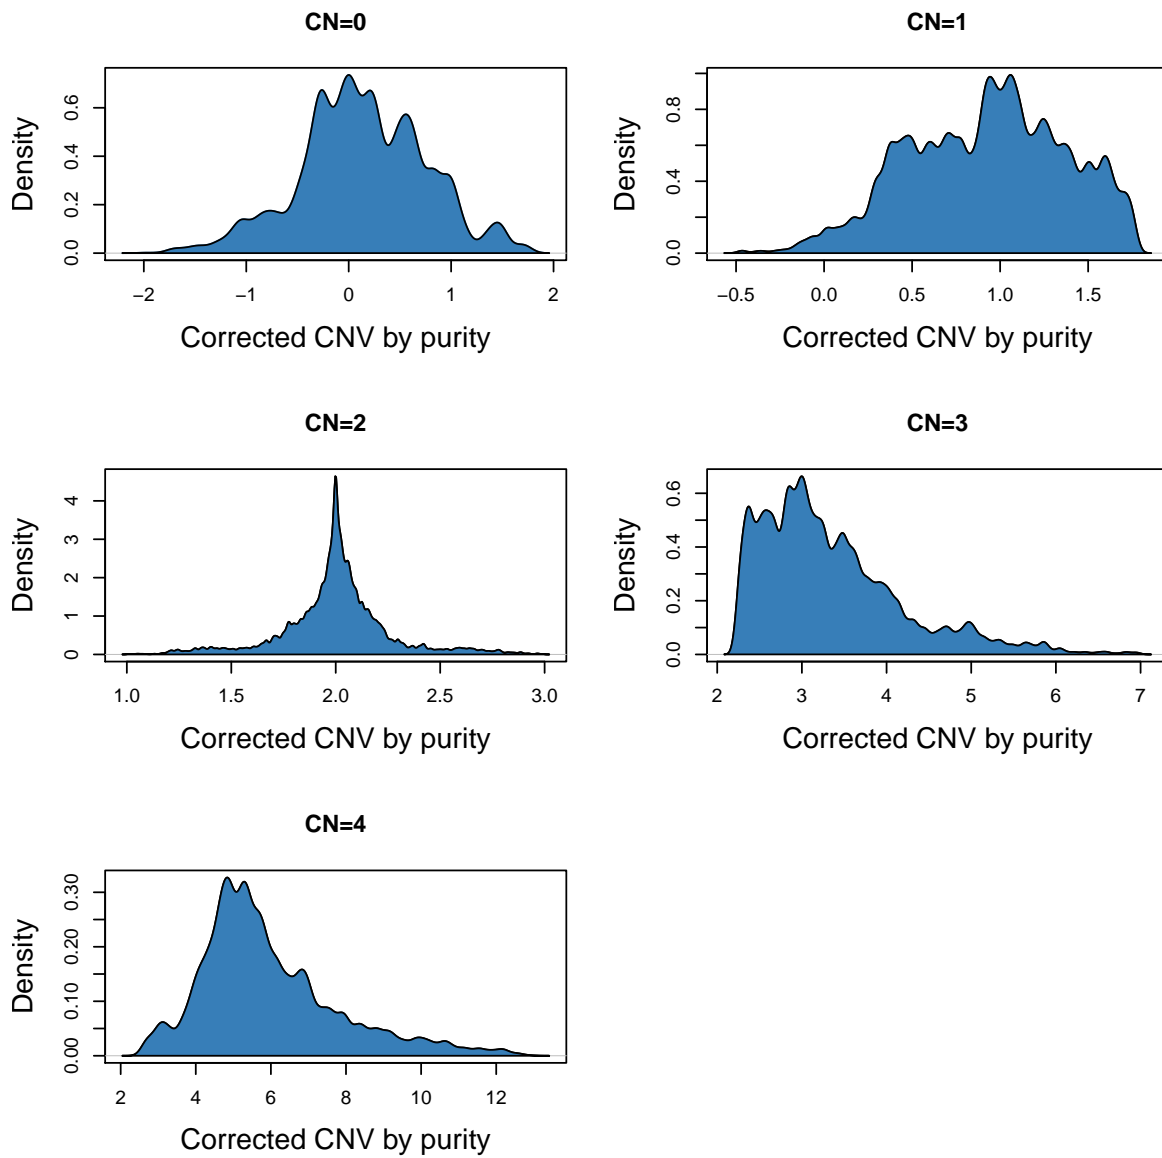 CN=0
Density
0.0 0.2 0.4 0.6
−2 −1 0 1 2
Corrected CNV by purity
CN=1
Density
0.0 0.4 0.8
−0.5 0.0 0.5 1.0 1.5
Corrected CNV by purity
CN=2
Density
0 1 2 3 4
1.0 1.5 2.0 2.5 3.0
Corrected CNV by purity
CN=3
Density
0.0 0.2 0.4 0.6
2 3 4 5 6 7
Corrected CNV by purity
CN=4
Density
0.00 0.10 0.20 0.30
2 4 6 8 10 12
Corrected CNV by purity